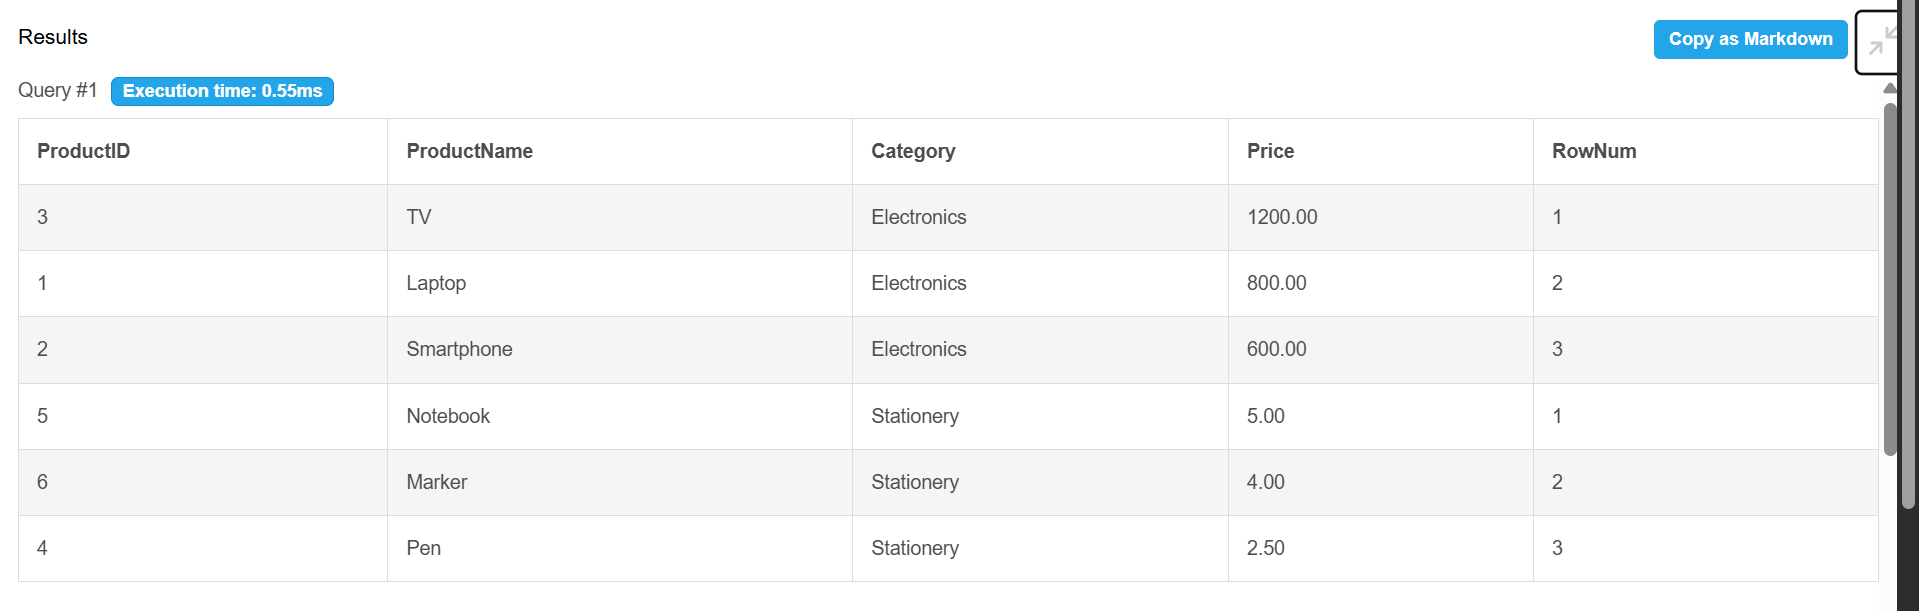 Results
Copy as Markdown
Query #1 Execution time: 0.55ms
ProductID ProductName Category Price RowNum
3 TV Electronics 1200.00 1
1 Laptop Electronics 800.00 2
2 Smartphone Electronics 600.00 3
5 Notebook Stationery 5.00 1
6 Marker Stationery 4.00 2
4 Pen Stationery 2.50 3